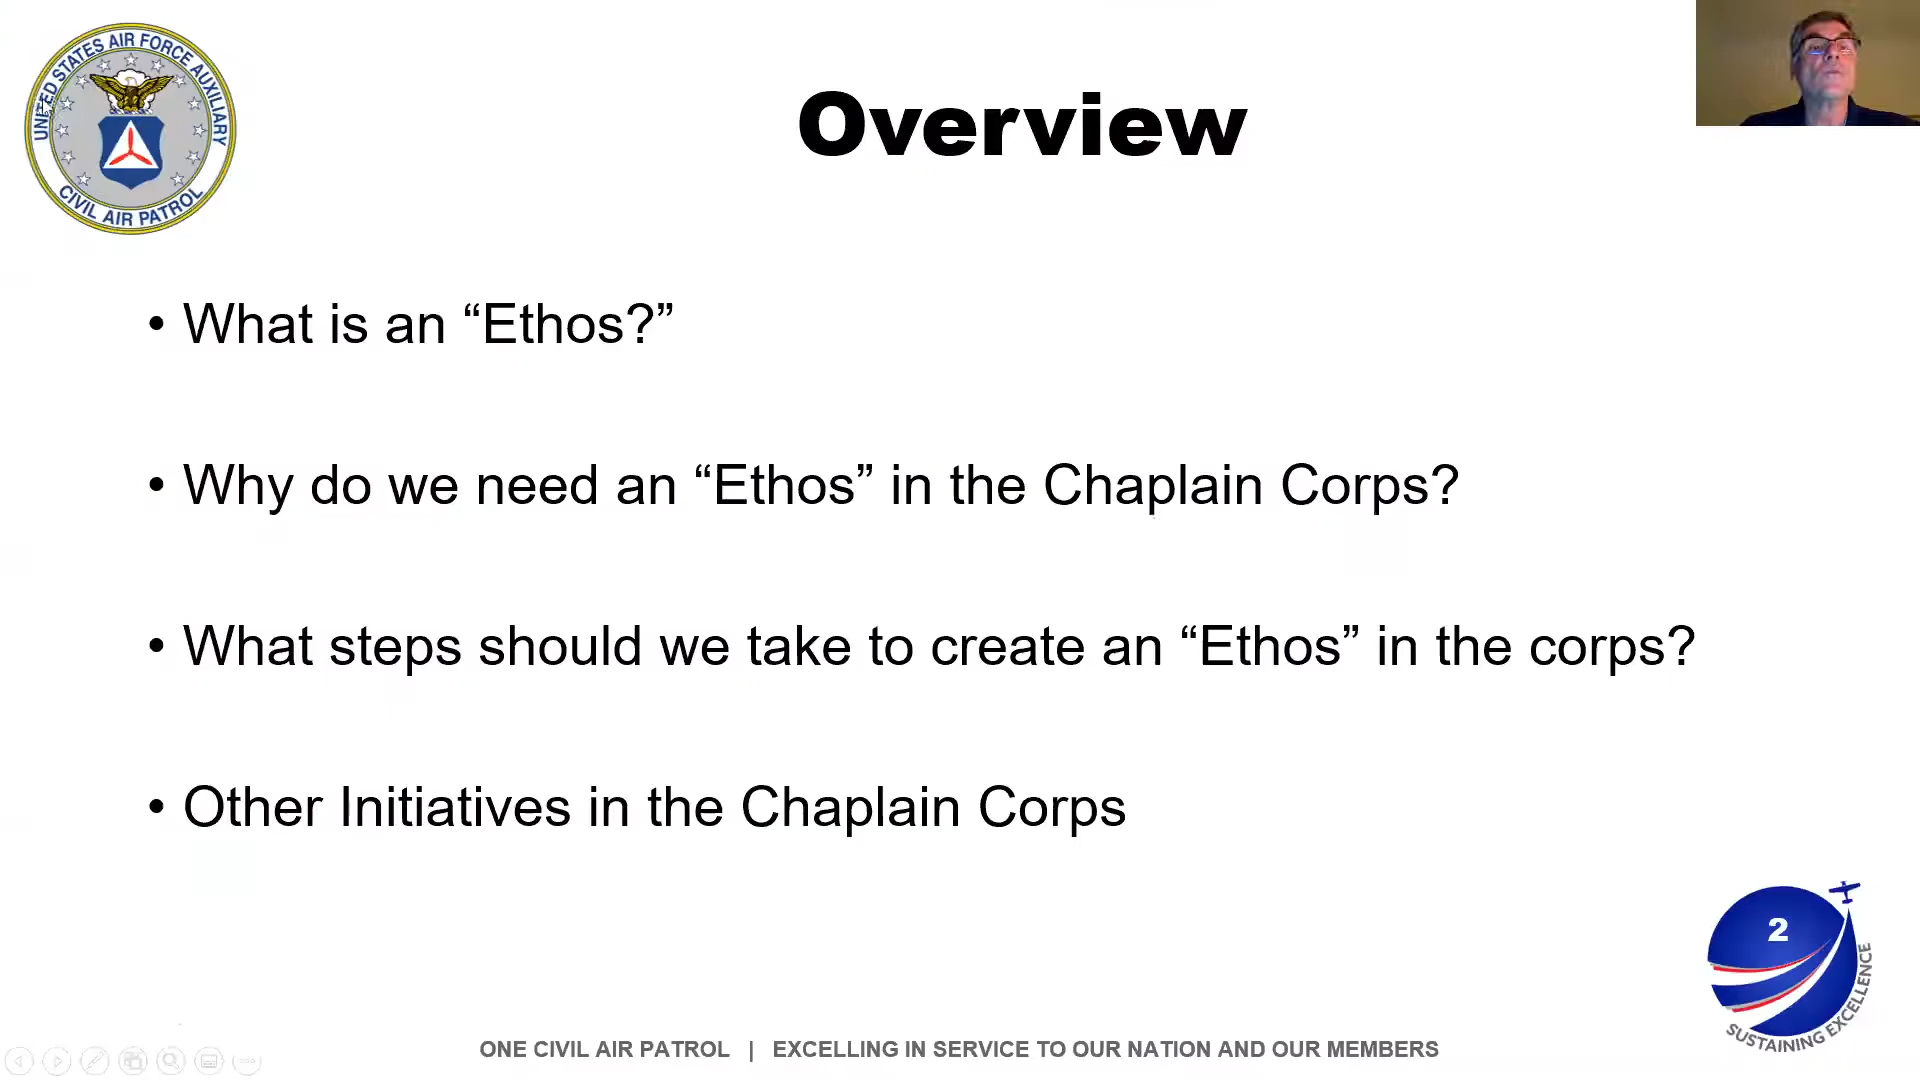 UNITED STATES AIR FORCE AUXILIARY
CIVIL AIR PATROL
Overview
• What is an “Ethos?”
• Why do we need an “Ethos” in the Chaplain Corps?
• What steps should we take to create an “Ethos” in the corps?
• Other Initiatives in the Chaplain Corps
2
SUSTAINING EXCELLENCE
ONE CIVIL AIR PATROL | EXCELLING IN SERVICE TO OUR NATION AND OUR MEMBERS